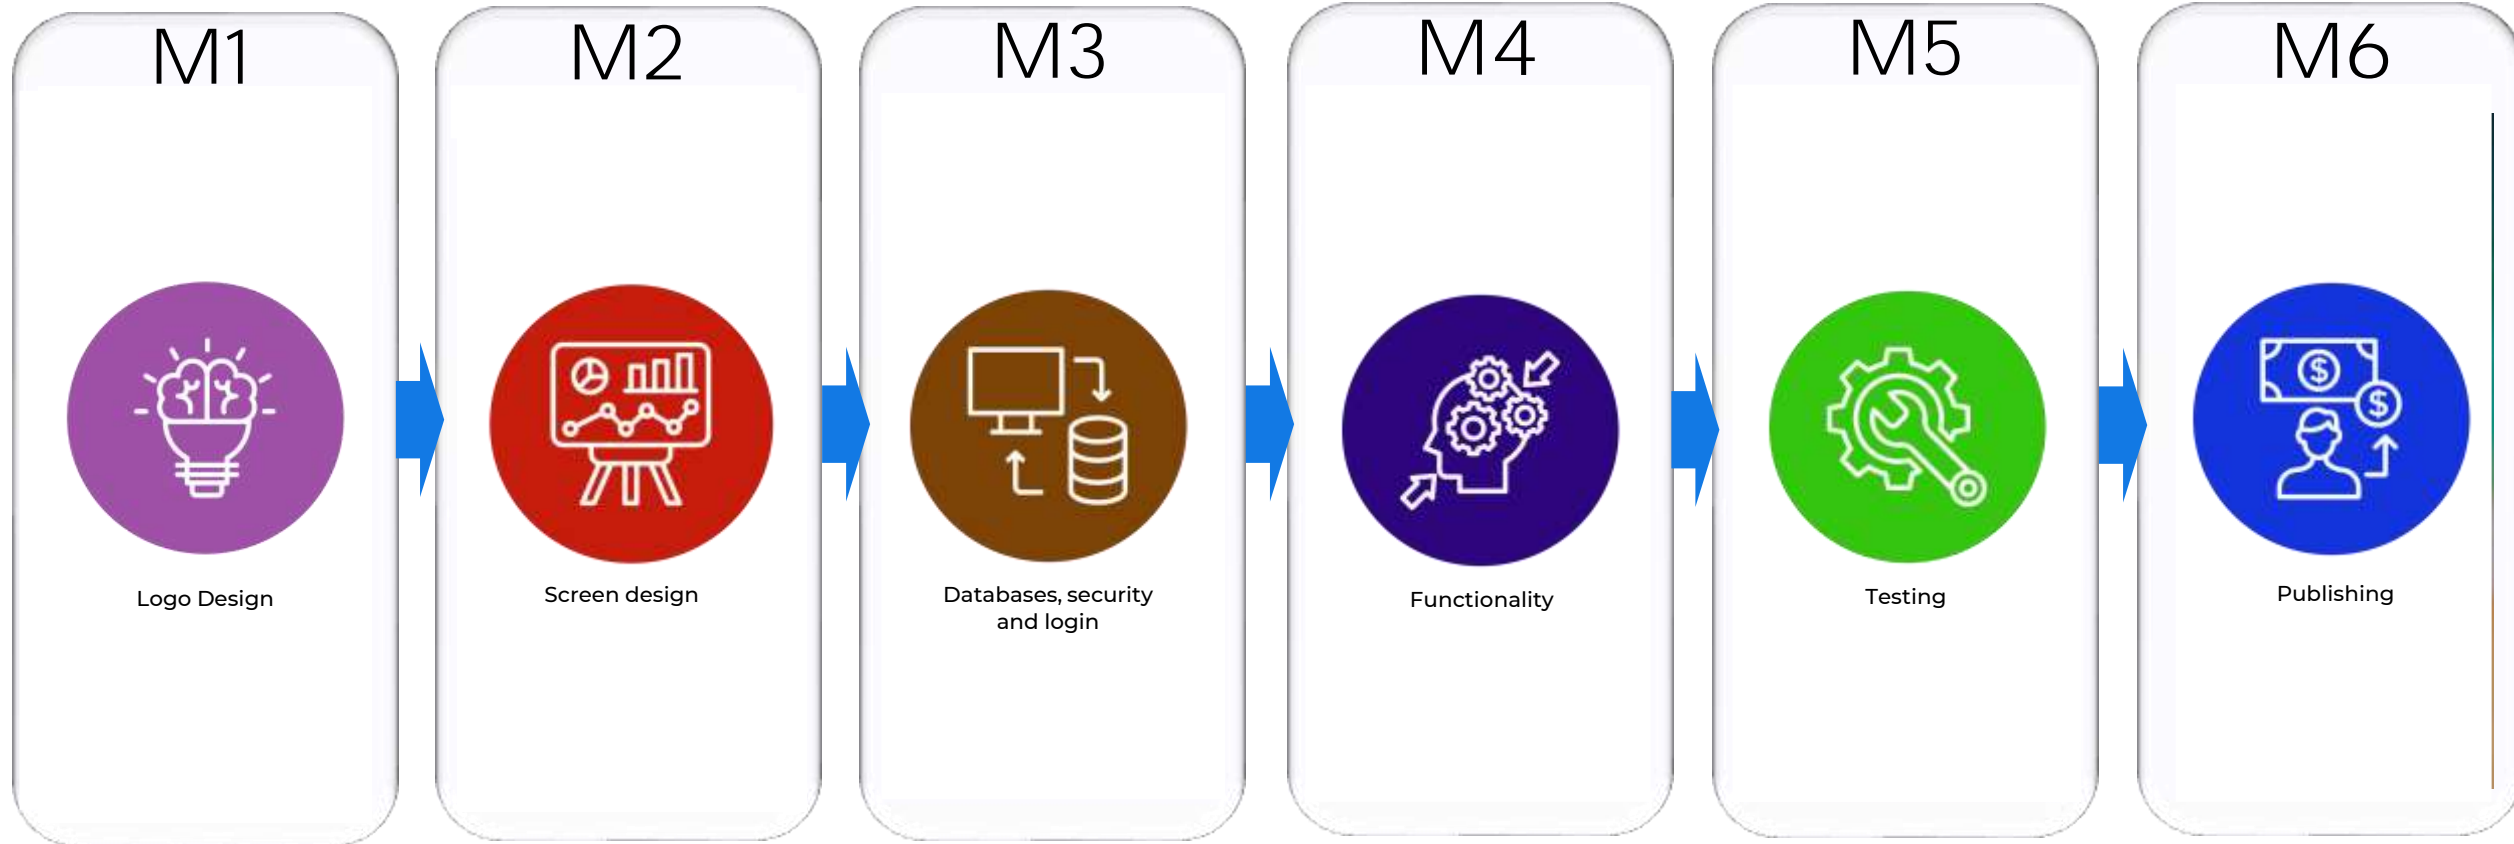 M1
M2
M3
M4
M5
M6
$
$
Logo Design
Screen design
Databases, security
and login
Functionality
Testing
Publishing